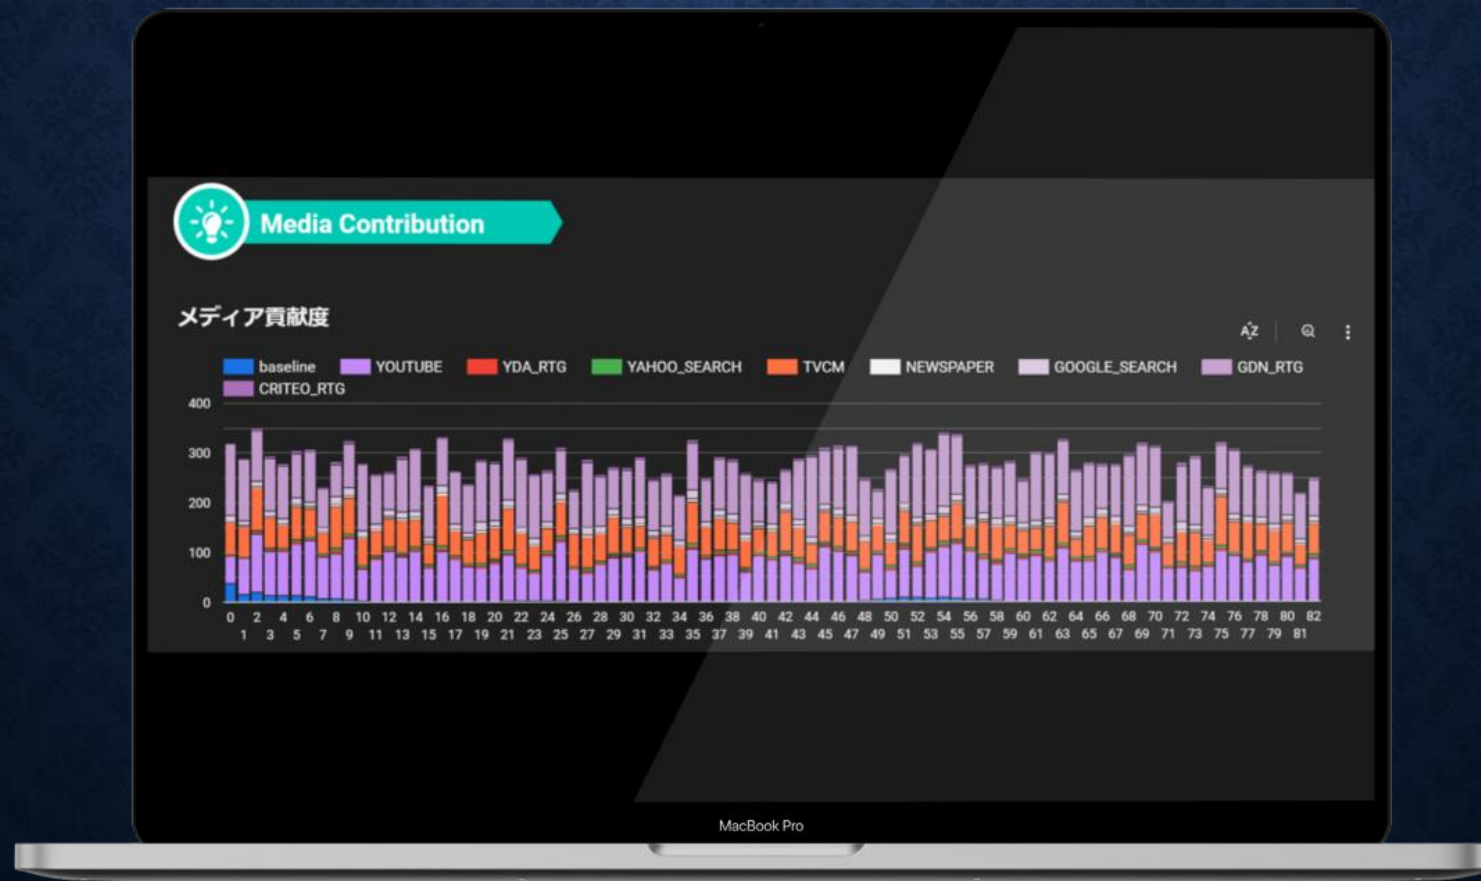 Media Contribution
メディア貢献度
AZ
baseline YOUTUBE YDA_RTG YAHOO_SEARCH TVCM NEWSPAPER GOOGLE_SEARCH GDN_RTG
CRITEO_RTG
400
300
200
100
0
0 2 4 6 8 10 12 14 16 18 20 22 24 26 28 30 32 34 36 38 40 42 44 46 48 50 52 54 56 58 60 62 64 66 68 70 72 74 76 78 80 82
1 3 5 7 9 11 13 15 17 19 21 23 25 27 29 31 33 35 37 39 41 43 45 47 49 51 53 55 57 59 61 63 65 67 69 71 73 75 77 79 81
MacBook Pro